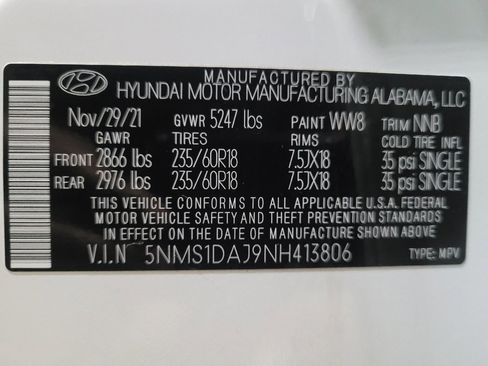 MANUFACTURED BY
HYUNDAI MOTOR MANUFACTURING ALABAMA, LLC
Nov/29/21 GVWR 5247 lbs PAINT WW8 TRIM NNB
GAWR TIRES RIMS COLD TIRE INFL
FRONT 2866 lbs 235/60R18 7.5JX18 35 psi SINGLE
REAR 2976 lbs 235/60R18 7.5JX18 35 psi SINGLE
THIS VEHICLE CONFORMS TO ALL APPLICABLE U.S.A. FEDERAL
MOTOR VEHICLE SAFETY AND THEFT PREVENTION STANDARDS
IN EFFECT ON THE DATE OF MANUFACTURE SHOWN ABOVE.
V.I.N 5NMS1DAJ9NH413806 TYPE: MPV